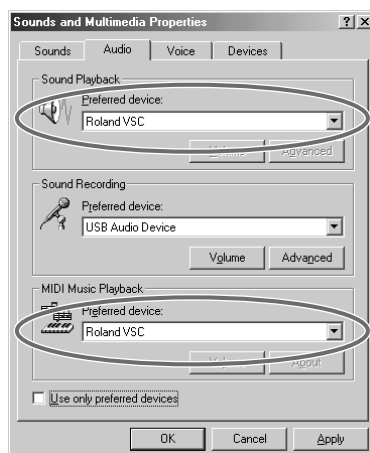 Sounds and Multimedia Properties
Sounds Audio Voice Devices
Sound Playback
Preferred device:
Roland VSC
Volume Advanced
Sound Recording
Preferred device:
USB Audio Device
Volume Advanced
MIDI Music Playback
Preferred device:
Roland VSC
Volume About
Use only preferred devices
OK Cancel Apply